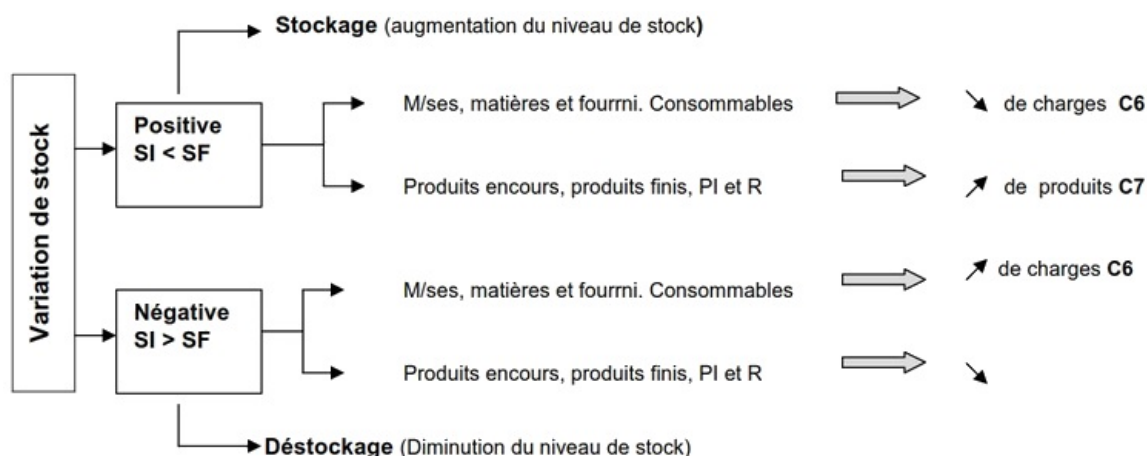 Stockage (augmentation du niveau de stock)
Variation de stock
Positive
SI < SF
M/ses, matières et fourrni. Consommables
de charges C6
Produits encours, produits finis, PI et R
de produits C7
Négative
SI > SF
M/ses, matières et fourrni. Consommables
de charges C6
Produits encours, produits finis, PI et R
Déstockage (Diminution du niveau de stock)